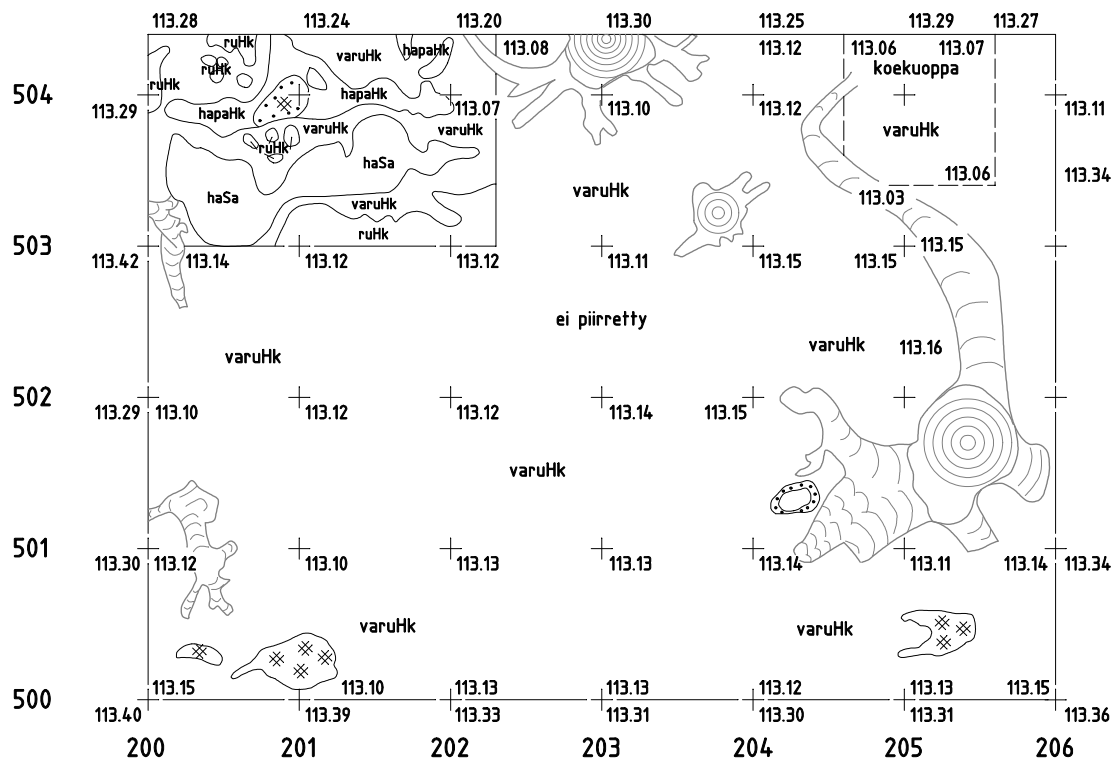 113.28 113.24 113.20 113.30 113.25 113.29 113.27
ruHk varuHk hapaHk 113.08 113.12 113.06 113.07
ruHk ruHk koekuoppa
504 hapaHk
113.29 hapaHk 113.07 113.10 113.12 113.11
varuHk varuHk varuHk
ruHk
haSa
haSa varuHk 113.06 113.34
varuHk 113.03
ruHk
503 113.15
113.42 113.14 113.12 113.12 113.11 113.15 113.15
ei piirretty
varuHk varuHk 113.16
502
113.29 113.10 113.12 113.12 113.14 113.15
varuHk
501
113.30 113.12 113.10 113.13 113.13 113.14 113.11 113.14 113.34
varuHk varuHk
113.15 113.10 113.13 113.13 113.12 113.13 113.15
500
113.40 113.39 113.33 113.31 113.30 113.31 113.36
200 201 202 203 204 205 206